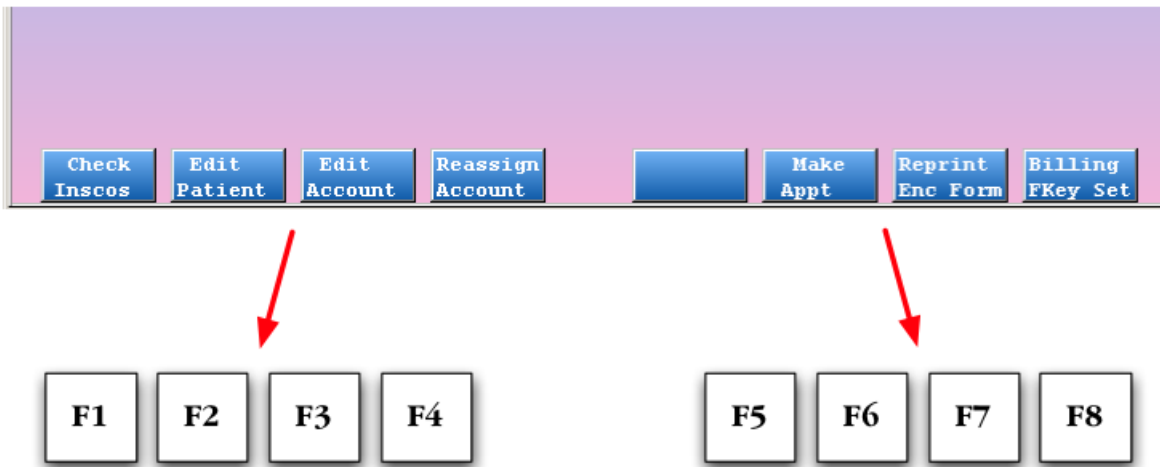 Check Edit Edit Reassign Make Reprint Billing
Inscos Patient Account Account Appt Enc Form FKey Set
F1 F2 F3 F4 F5 F6 F7 F8